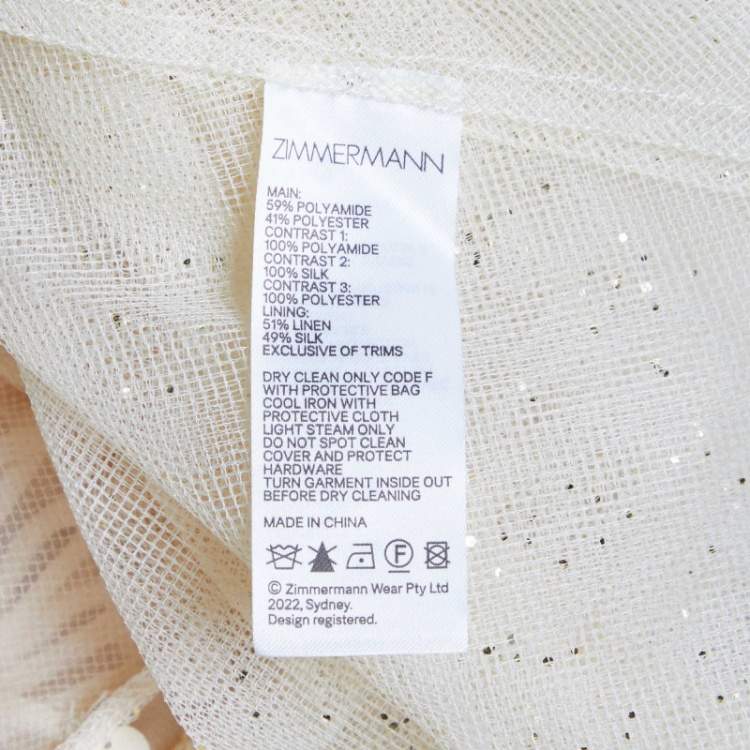 ZIMMERMANN
MAIN:
59% POLYAMIDE
41% POLYESTER
CONTRAST 1:
100% POLYAMIDE
CONTRAST 2:
100% SILK
CONTRAST 3:
100% POLYESTER
LINING:
51% LINEN
49% SILK
EXCLUSIVE OF TRIMS
DRY CLEAN ONLY CODE F
WITH PROTECTIVE BAG
COOL IRON WITH
PROTECTIVE CLOTH
LIGHT STEAM ONLY
DO NOT SPOT CLEAN
COVER AND PROTECT
HARDWARE
TURN GARMENT INSIDE OUT
BEFORE DRY CLEANING
MADE IN CHINA
F
© Zimmermann Wear Pty Ltd
2022, Sydney.
Design registered.